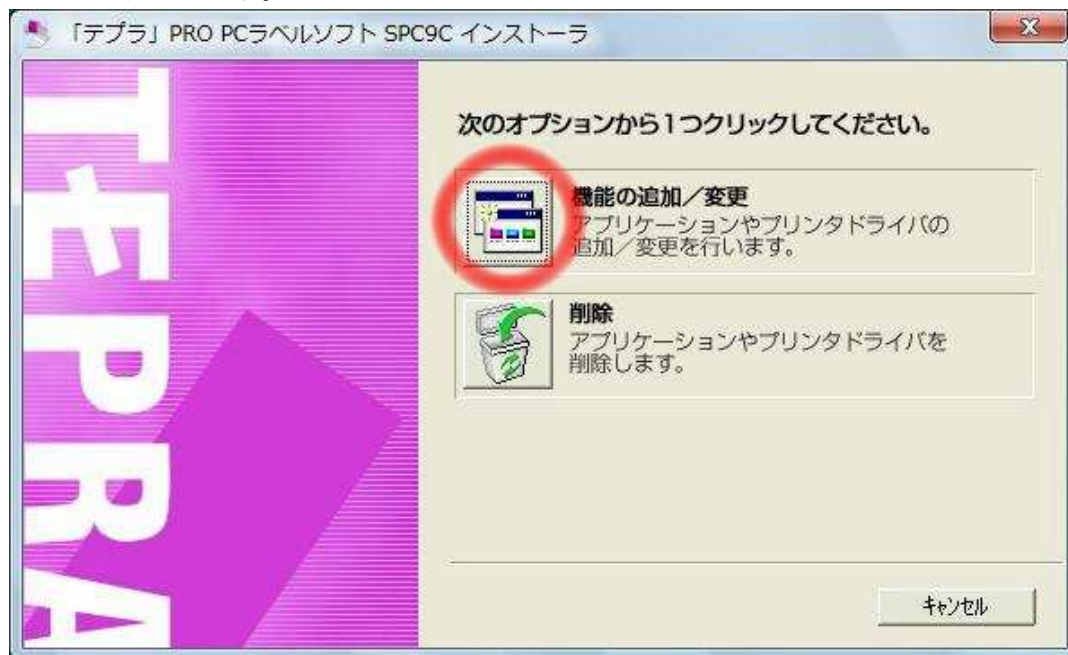 「テプラ」PRO PCラベルソフト SPC9C インストーラ
TEPRA
次のオプションから1つクリックしてください。
機能の追加／変更
アプリケーションやプリンタドライバの
追加／変更を行います。
削除
アプリケーションやプリンタドライバを
削除します。
キャンセル